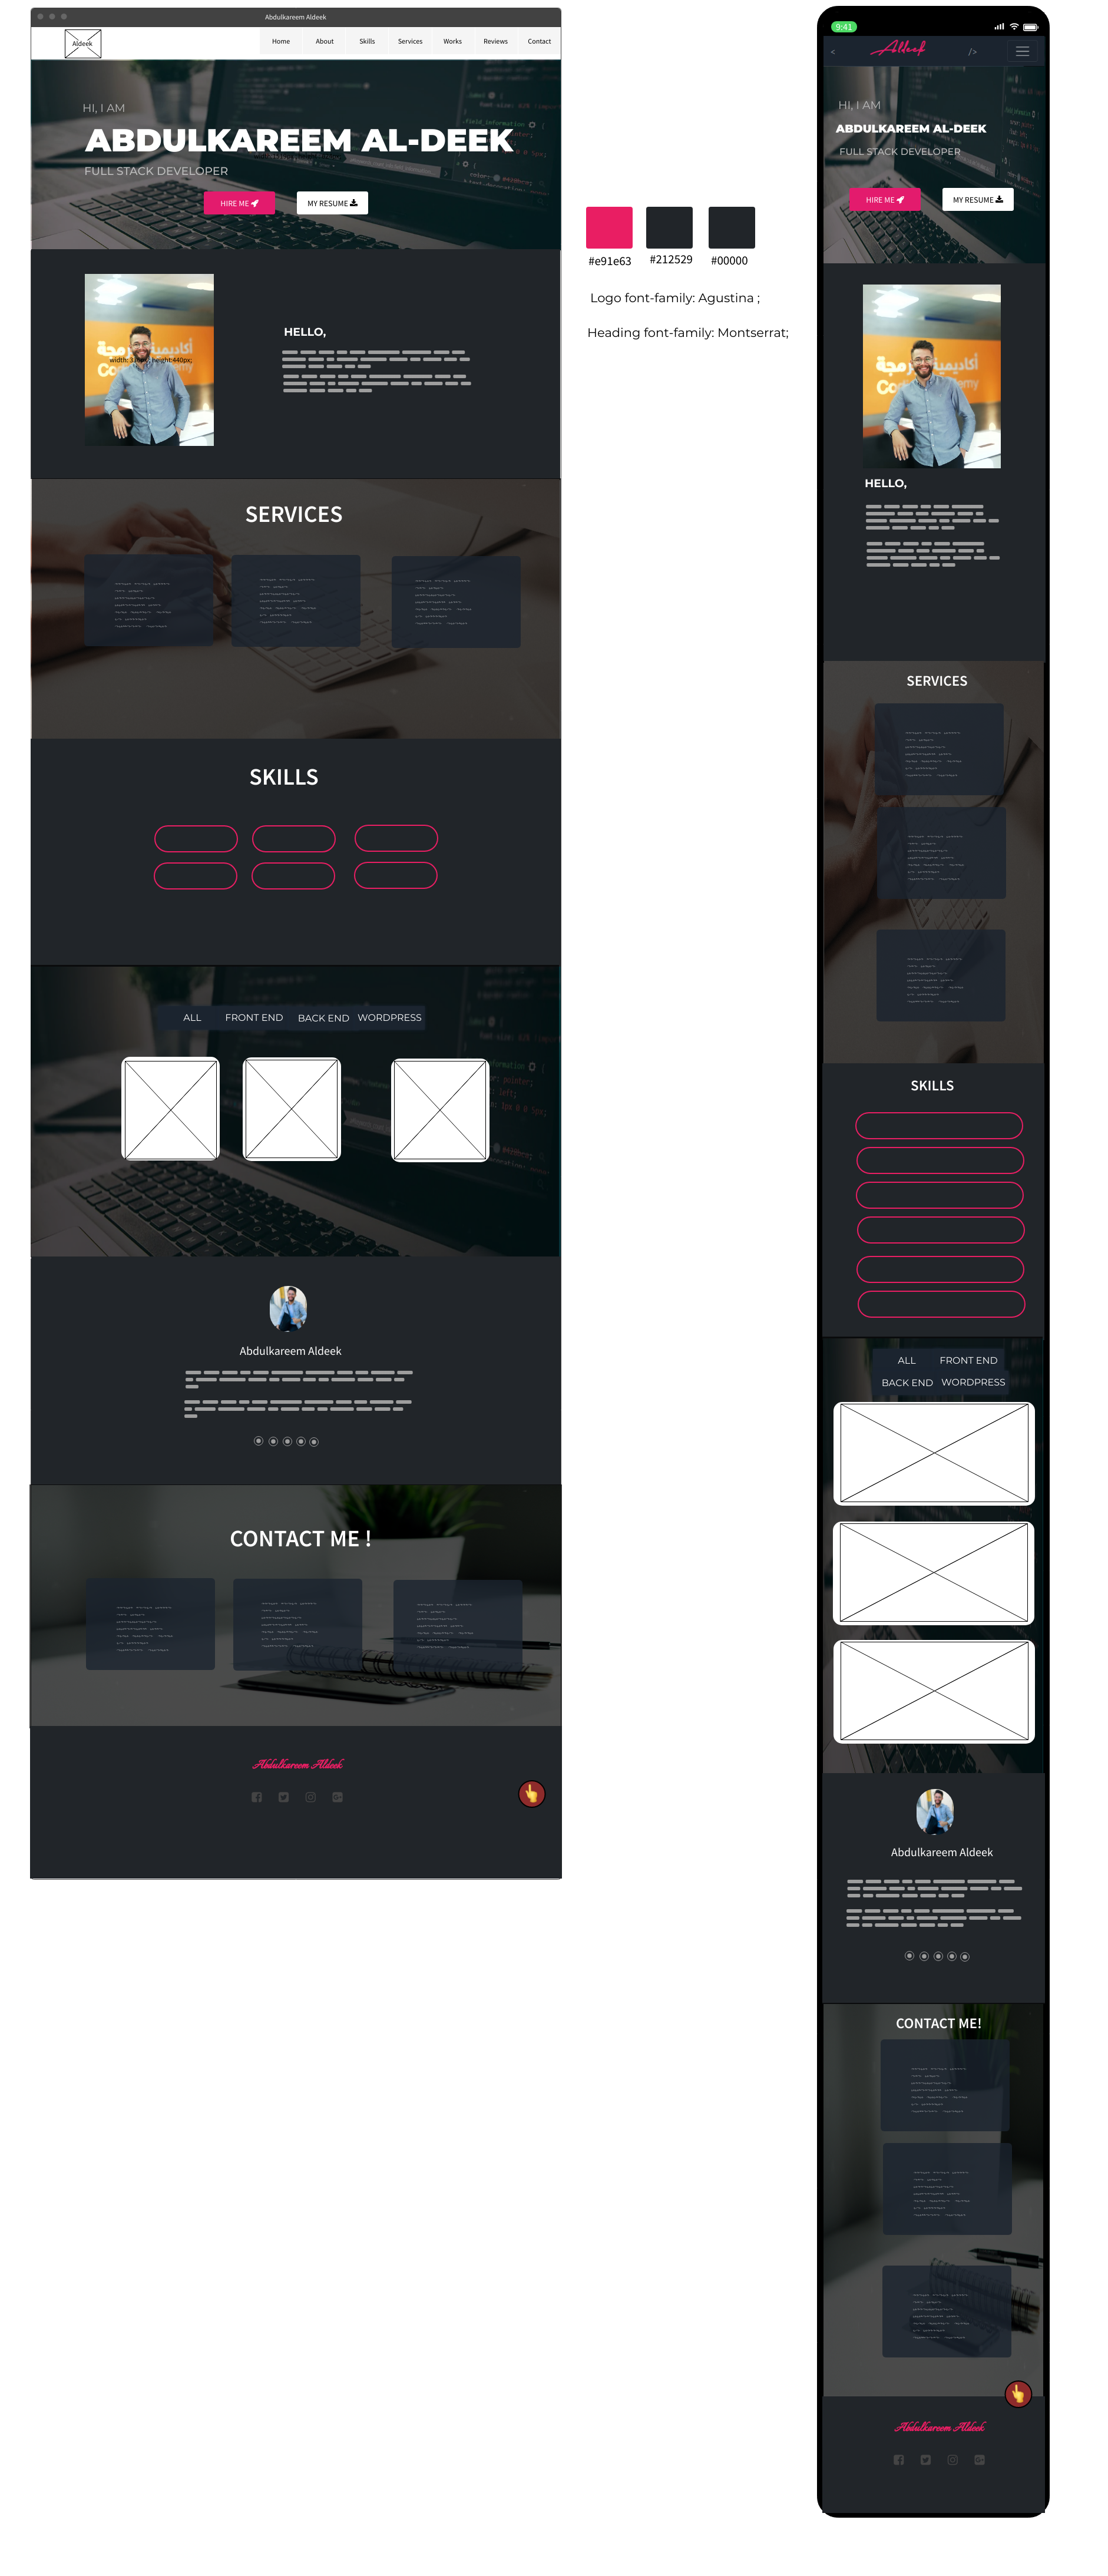 Abdulkareem Aldeek
Aldeek
Home About Skills Services Works Reviews Contact
HI, I AM
ABDULKAREEM AL-DEEK
FULL STACK DEVELOPER
HIRE ME
MY RESUME
HELLO,
SERVICES
SKILLS
ALL FRONT END BACK END WORDPRESS
Abdulkareem Aldeek
CONTACT ME !
Abdulkareem Aldeek
#e91e63 #212529 #00000
Logo font-family: Agustina ;
Heading font-family: Montserrat;
9:41
< Aldeek />
HI, I AM
ABDULKAREEM AL-DEEK
FULL STACK DEVELOPER
HIRE ME
MY RESUME
أكاديمية
HELLO,
SERVICES
SKILLS
ALL FRONT END
BACK END WORDPRESS
Abdulkareem Aldeek
CONTACT ME!
Abdulkareem Aldeek